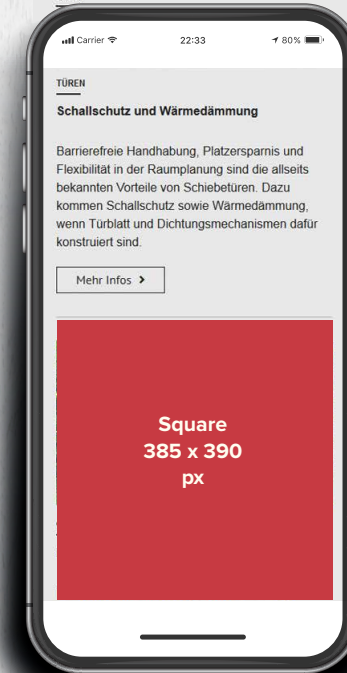 Carrier 22:33 80%
TÜREN
Schallschutz und Wärmedämmung
Barrierefreie Handhabung, Platzersparnis und
Flexibilität in der Raumplanung sind die allseits
bekannten Vorteile von Schiebetüren. Dazu
kommen Schallschutz sowie Wärmedämmung,
wenn Türblatt und Dichtungsmechanismen dafür
konstruiert sind.
Mehr Infos
Square
385 x 390
px